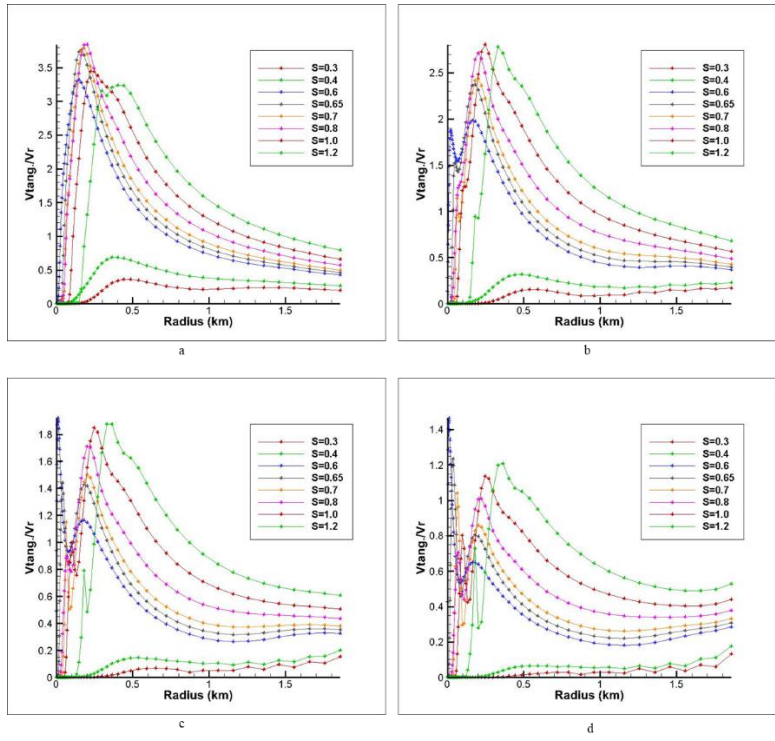 a
Vtang./Vr
3.5
3
2.5
2
1.5
1
0.5
0
0 0.5 1 1.5
Radius (km)
S=0.3
S=0.4
S=0.6
S=0.65
S=0.7
S=0.8
S=1.0
S=1.2
b
Vtang./Vr
2.5
2
1.5
1
0.5
0
0 0.5 1 1.5
Radius (km)
S=0.3
S=0.4
S=0.6
S=0.65
S=0.7
S=0.8
S=1.0
S=1.2
c
Vtang./Vr
1.8
1.6
1.4
1.2
1
0.8
0.6
0.4
0.2
0
0 0.5 1 1.5
Radius (km)
S=0.3
S=0.4
S=0.6
S=0.65
S=0.7
S=0.8
S=1.0
S=1.2
d
Vtang./Vr
1.4
1.2
1
0.8
0.6
0.4
0.2
0
0 0.5 1 1.5
Radius (km)
S=0.3
S=0.4
S=0.6
S=0.65
S=0.7
S=0.8
S=1.0
S=1.2